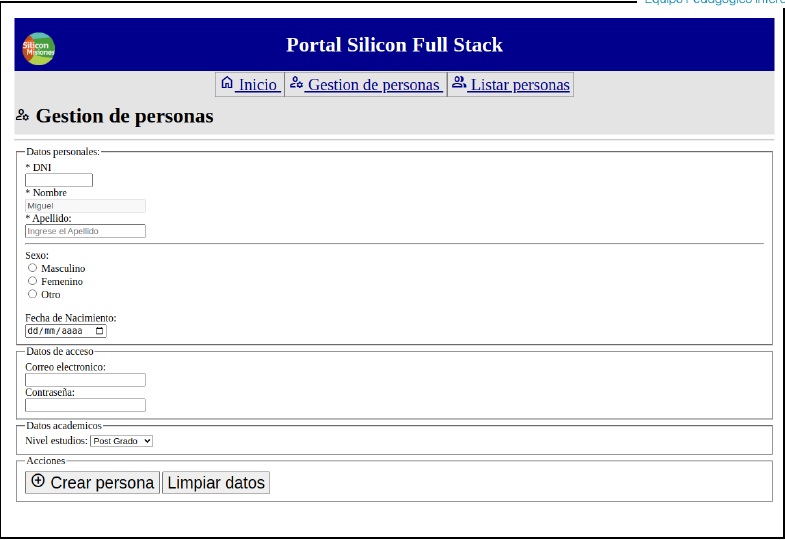 Equipo Pedagógico Infor
Silicon
Misiones
Portal Silicon Full Stack
Inicio Gestion de personas Listar personas
Gestion de personas
Datos personales:
* DNI
* Nombre
Miguel
* Apellido:
Ingrese el Apellido
Sexo:
Masculino
Femenino
Otro
Fecha de Nacimiento:
dd/mm/aaaa
Datos de acceso
Correo electronico:
Contraseña:
Datos academicos
Nivel estudios: Post Grado
Acciones
Crear persona Limpiar datos